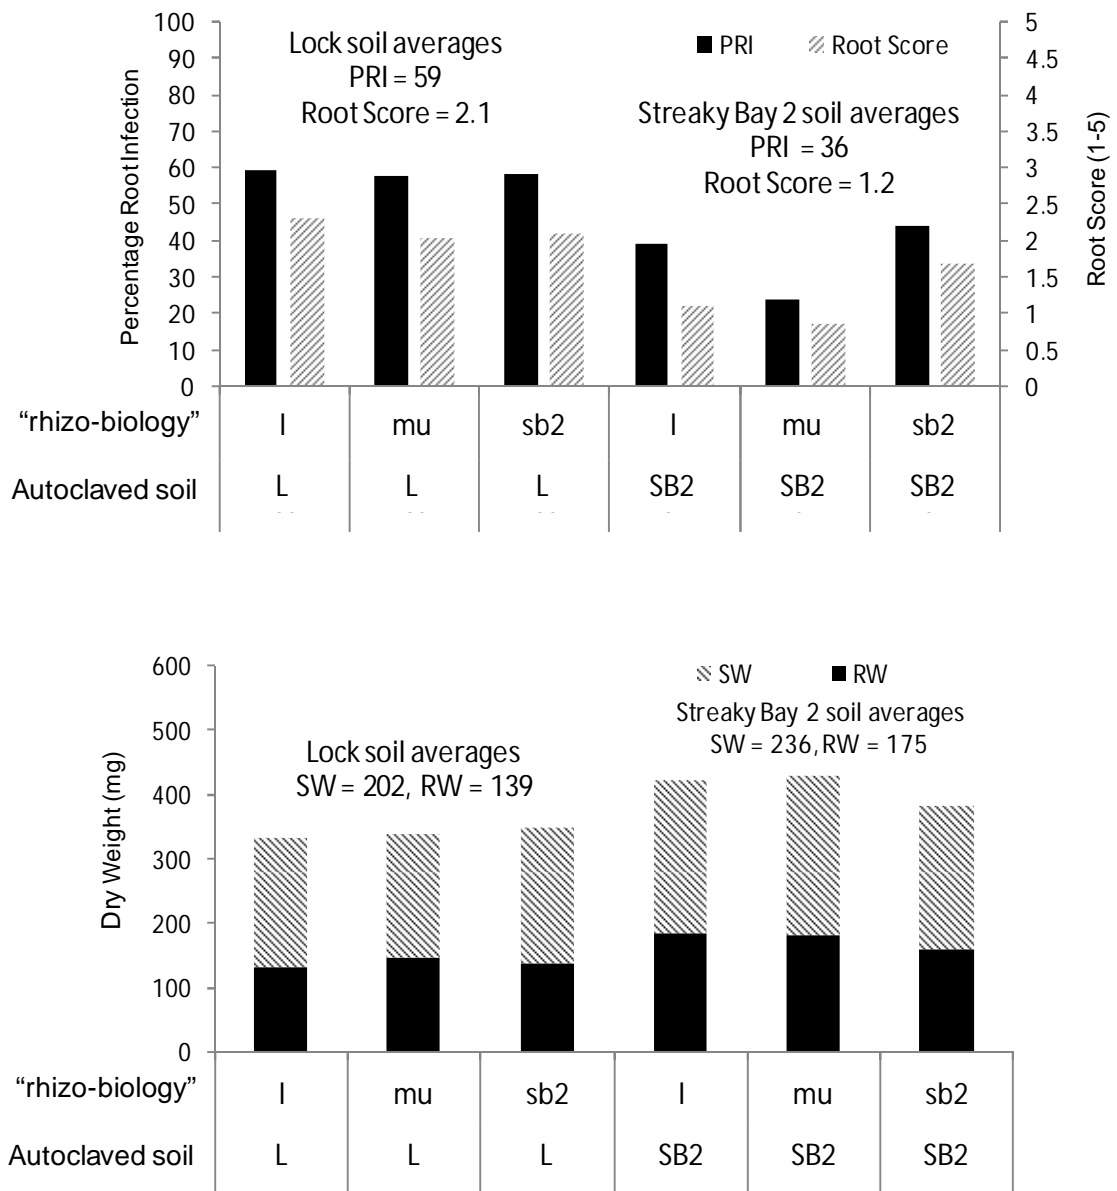 100
90
80
70
60
50
40
30
20
10
0
Percentage Root Infection
Lock soil averages
PRI = 59
Root Score = 2.1
PRI
Root Score
Streaky Bay 2 soil averages
PRI = 36
Root Score = 1.2
5
4.5
4
3.5
3
2.5
2
1.5
1
0.5
0
Root Score (1-5)
“rhizo-biology” l mu sb2 l mu sb2
Autoclaved soil L L L SB2 SB2 SB2
600
500
400
300
200
100
0
Dry Weight (mg)
Lock soil averages
SW = 202, RW = 139
SW RW
Streaky Bay 2 soil averages
SW = 236, RW = 175
“rhizo-biology” l mu sb2 l mu sb2
Autoclaved soil L L L SB2 SB2 SB2